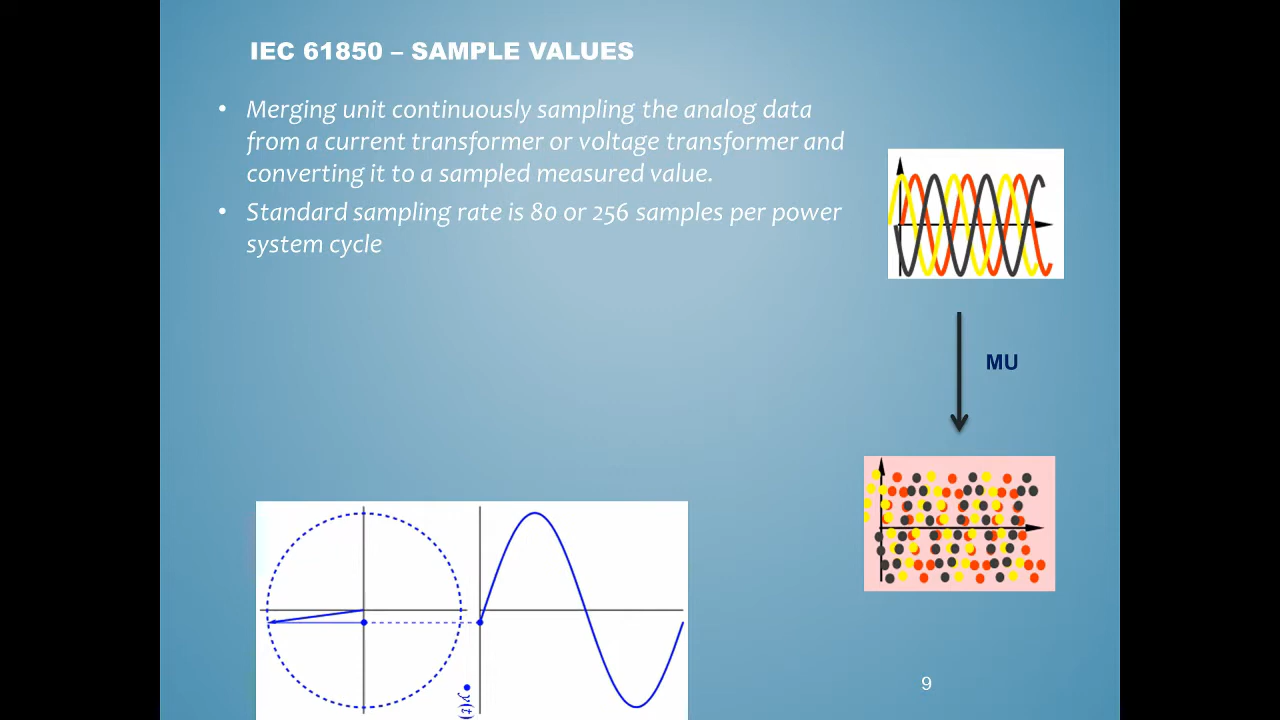 IEC 61850 – SAMPLE VALUES
• Merging unit continuously sampling the analog data
from a current transformer or voltage transformer and
converting it to a sampled measured value.
• Standard sampling rate is 80 or 256 samples per power
system cycle
MU
y(t)
9